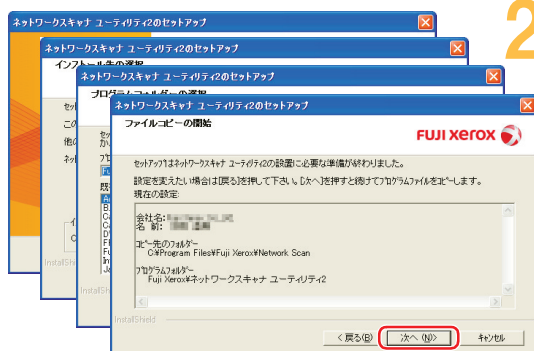 2
ネットワークスキャナ ユーティリティ2のセットアップ
ネットワークスキャナ ユーティリティ2のセットアップ
インストール先の選択
ネットワークスキャナ ユーティリティ2のセットアップ
プログラムフォルダーの選択
ネットワークスキャナ ユーティリティ2のセットアップ
ファイルコピーの開始
FUJI xerox
セットアップはネットワークスキャナ ユーティリティ2の設置に必要な準備が終わりました。
設定を変えたい場合は[戻る]を押して下さい。[次へ]を押すと続けてプログラムファイルをコピーします。
現在の設定:
会社名:
名 前:
コピー先のフォルダー
C:¥Program Files¥Fuji Xerox¥Network Scan
プログラムフォルダー
Fuji Xerox¥ネットワークスキャナ ユーティリティ2
InstallShield
< 戻る(B)
次へ (N)>
キャンセル